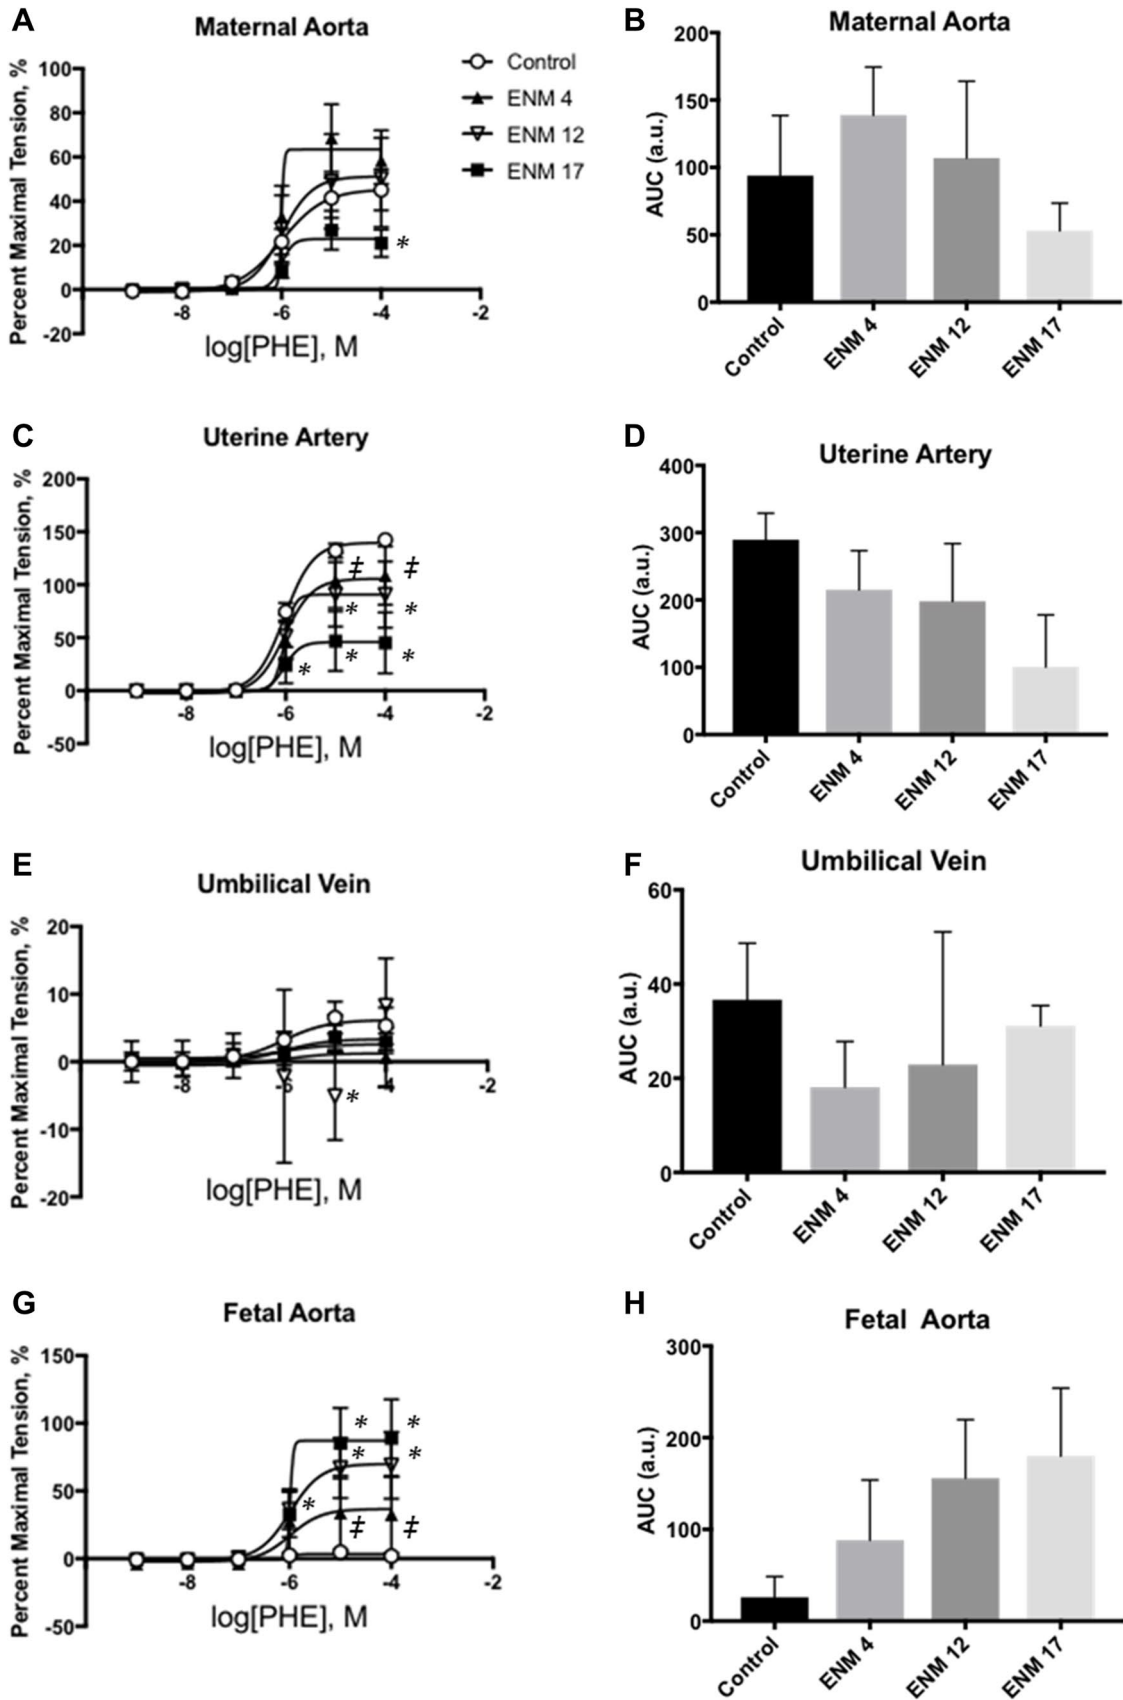 A
Maternal Aorta
Percent Maximal Tension, %
100
80
60
40
20
0
-20
-8
-6
-4
-2
log[PHE], M
Control
ENM 4
ENM 12
ENM 17
*
B
Maternal Aorta
AUC (a.u.)
200
150
100
50
0
Control
ENM 4
ENM 12
ENM 17
C
Uterine Artery
Percent Maximal Tension, %
200
150
100
50
0
-50
-8
-6
-4
-2
log[PHE], M
‡ ‡
* *
* * *
D
Uterine Artery
AUC (a.u.)
400
300
200
100
0
Control
ENM 4
ENM 12
ENM 17
E
Umbilical Vein
Percent Maximal Tension, %
20
10
0
-10
-20
-8
-6
-4
-2
log[PHE], M
*
F
Umbilical Vein
AUC (a.u.)
60
40
20
0
Control
ENM 4
ENM 12
ENM 17
G
Fetal Aorta
Percent Maximal Tension, %
150
100
50
0
-50
-8
-6
-4
-2
log[PHE], M
* *
* *
*
‡ ‡
H
Fetal Aorta
AUC (a.u.)
300
200
100
0
Control
ENM 4
ENM 12
ENM 17